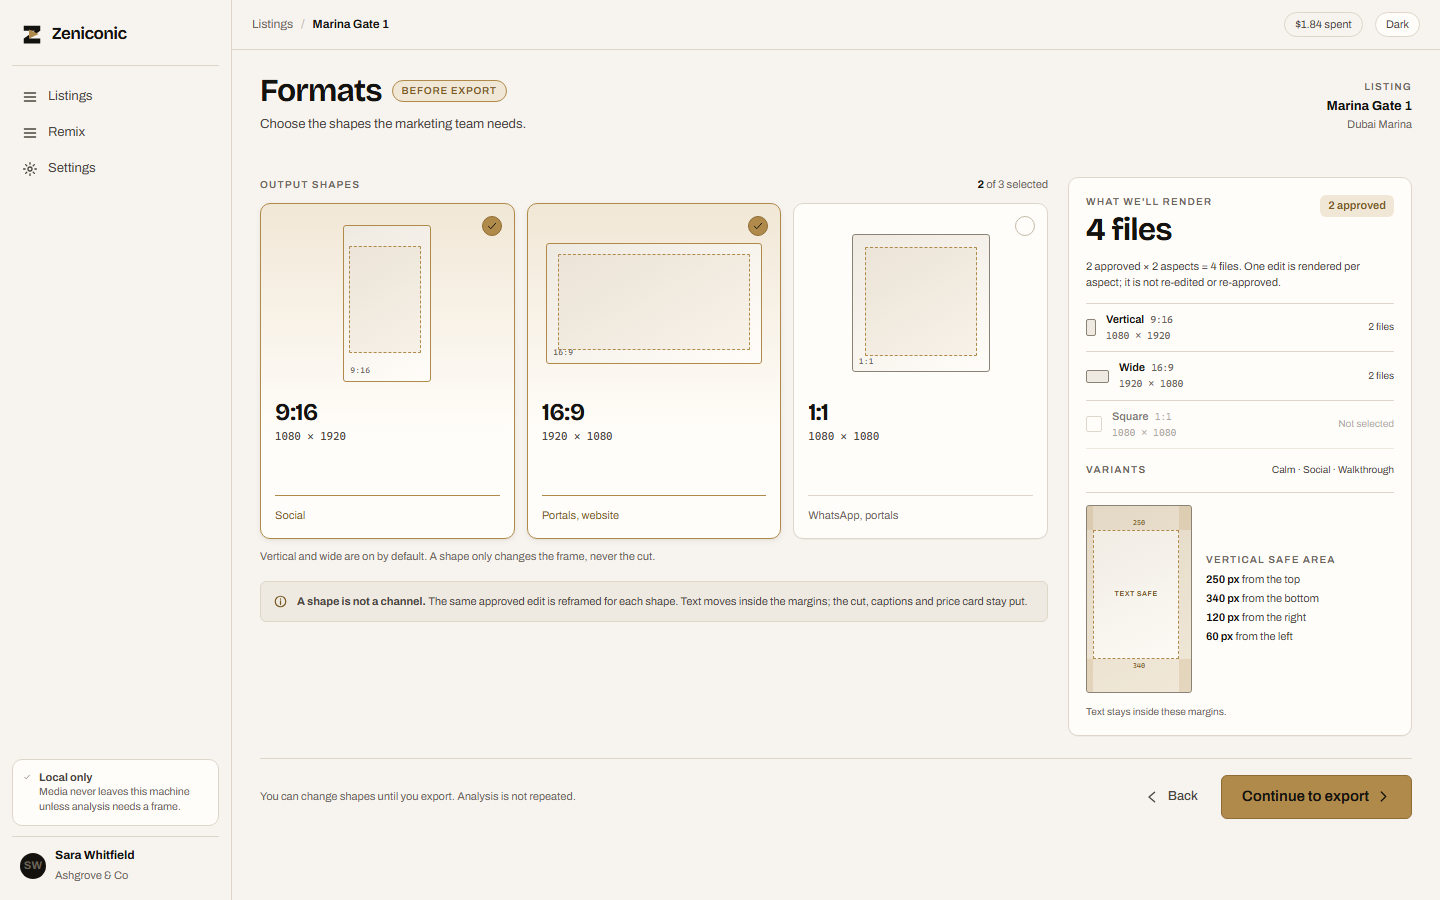 Zeniconic
Listings
Remix
Settings
Local only
Media never leaves this machine
unless analysis needs a frame.
SW
Sara Whitfield
Ashgrove & Co
Listings / Marina Gate 1
$1.84 spent
Dark
Formats
BEFORE EXPORT
Choose the shapes the marketing team needs.
LISTING
Marina Gate 1
Dubai Marina
OUTPUT SHAPES
2 of 3 selected
9:16
9:16
1080 × 1920
Social
16:9
16:9
1920 × 1080
Portals, website
1:1
1:1
1080 × 1080
WhatsApp, portals
Vertical and wide are on by default. A shape only changes the frame, never the cut.
A shape is not a channel. The same approved edit is reframed for each shape. Text moves inside the margins; the cut, captions and price card stay put.
WHAT WE'LL RENDER
2 approved
4 files
2 approved × 2 aspects = 4 files. One edit is rendered per
aspect; it is not re-edited or re-approved.
Vertical 9:16
1080 × 1920
2 files
Wide 16:9
1920 × 1080
2 files
Square 1:1
1080 × 1080
Not selected
VARIANTS
Calm · Social · Walkthrough
250
TEXT SAFE
340
VERTICAL SAFE AREA
250 px from the top
340 px from the bottom
120 px from the right
60 px from the left
Text stays inside these margins.
You can change shapes until you export. Analysis is not repeated.
Back
Continue to export